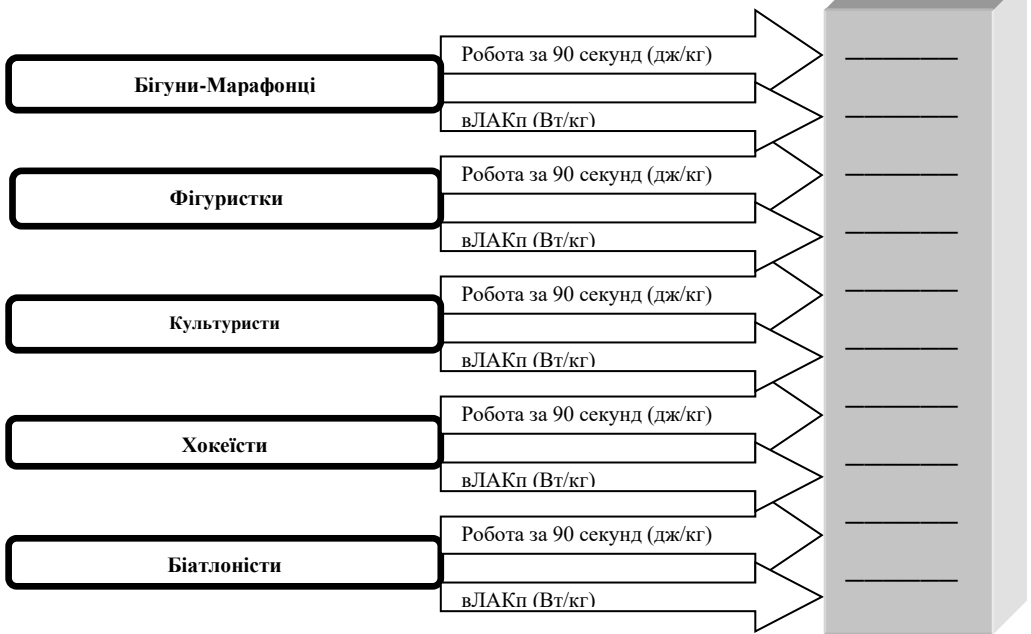 Бігуни-Марафонці
Робота за 90 секунд (дж/кг)
вЛАКп (Вт/кг)
Фігуристки
Робота за 90 секунд (дж/кг)
вЛАКп (Вт/кг)
Культуристи
Робота за 90 секунд (дж/кг)
вЛАКп (Вт/кг)
Хокеїсти
Робота за 90 секунд (дж/кг)
вЛАКп (Вт/кг)
Біатлоністи
Робота за 90 секунд (дж/кг)
вЛАКп (Вт/кг)